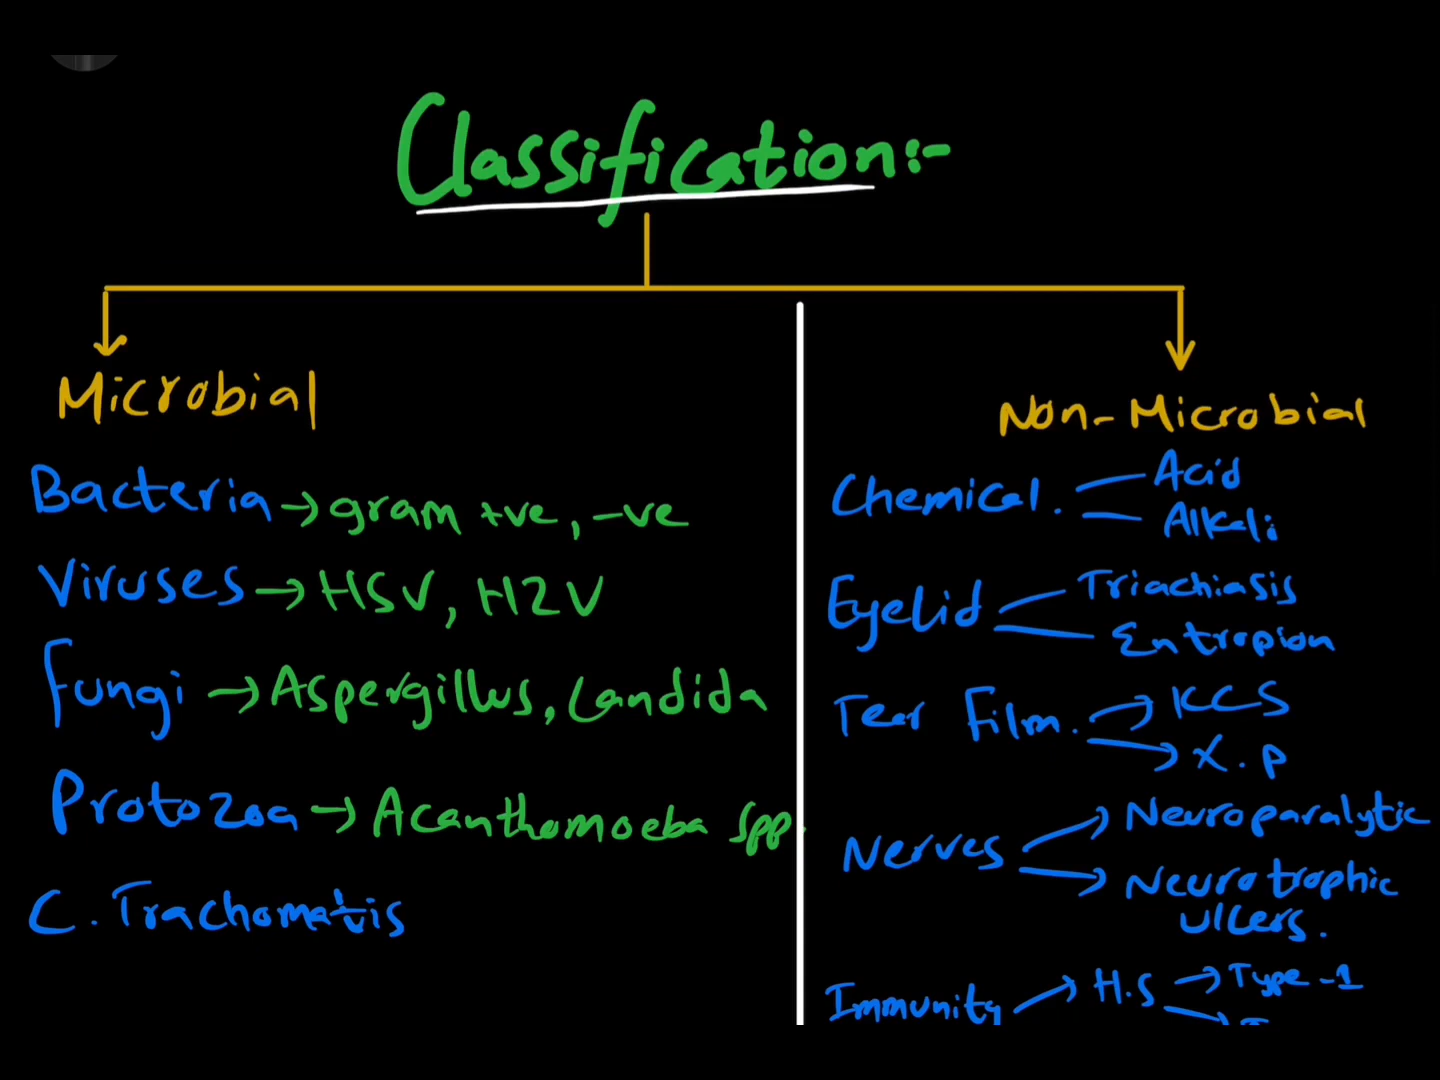 Classification:-
Microbial
Bacteria → gram +ve, -ve
Viruses → HSV, HZV
Fungi → Aspergillus, Candida
Protozoa → Acanthomoeba spp.
C. Trachomatis
Non-Microbial
Chemical.
Acid
Alkali
Eyelid
Triachiasis
Entropion
Tear Film.
KCS
X.P
Nerves
Neuroparalytic
Neurotrophic
Ulcers.
Immunity → H.S → Type-1